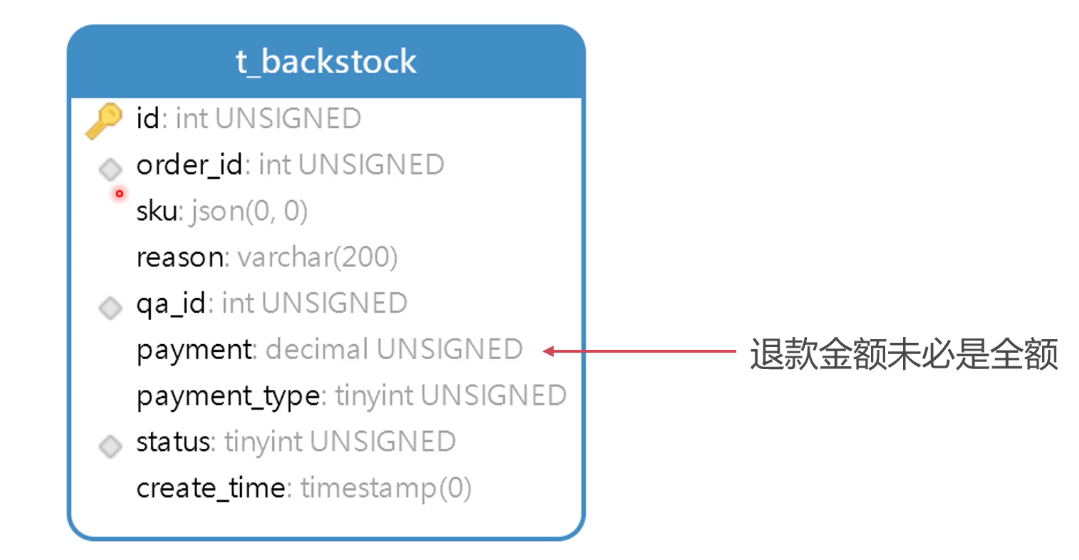 t_backstock
id: int UNSIGNED
order_id: int UNSIGNED
sku: json(0, 0)
reason: varchar(200)
qa_id: int UNSIGNED
payment: decimal UNSIGNED
退款金额未必是全额
payment_type: tinyint UNSIGNED
status: tinyint UNSIGNED
create_time: timestamp(0)